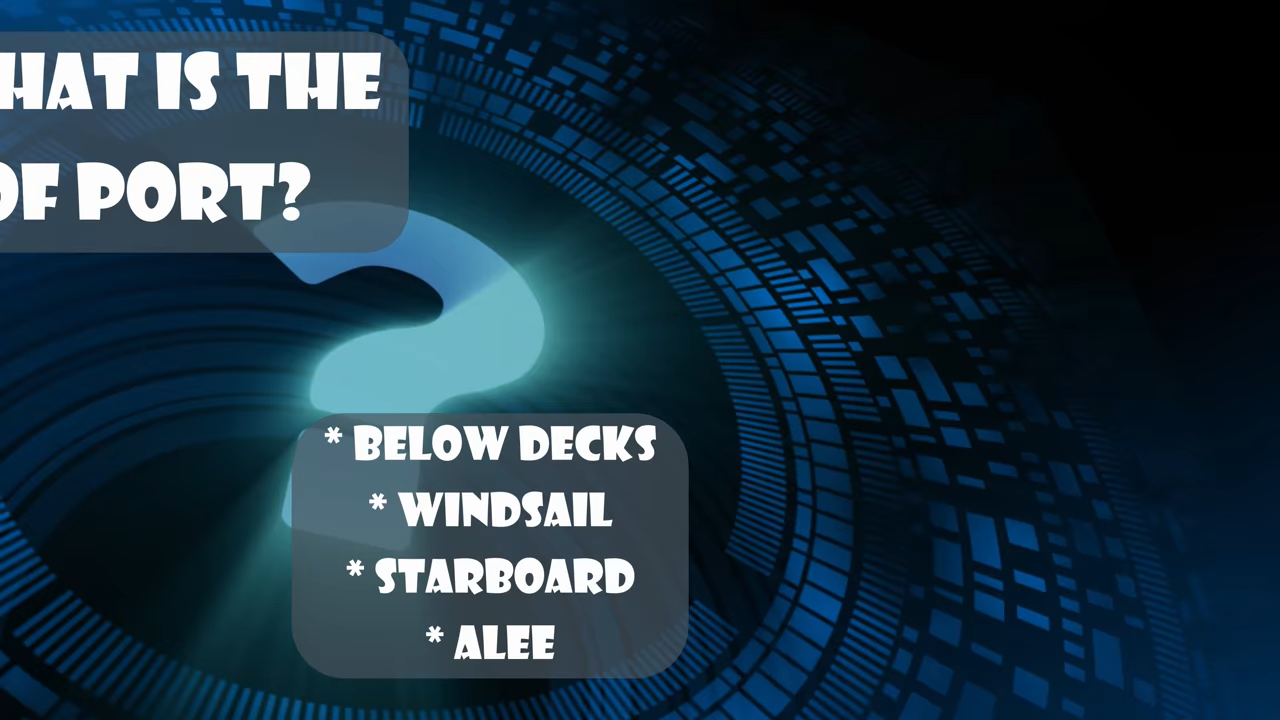 HAT IS THE
OF PORT?
* BELOW DECKS
* WINDSAIL
* STARBOARD
* ALEE